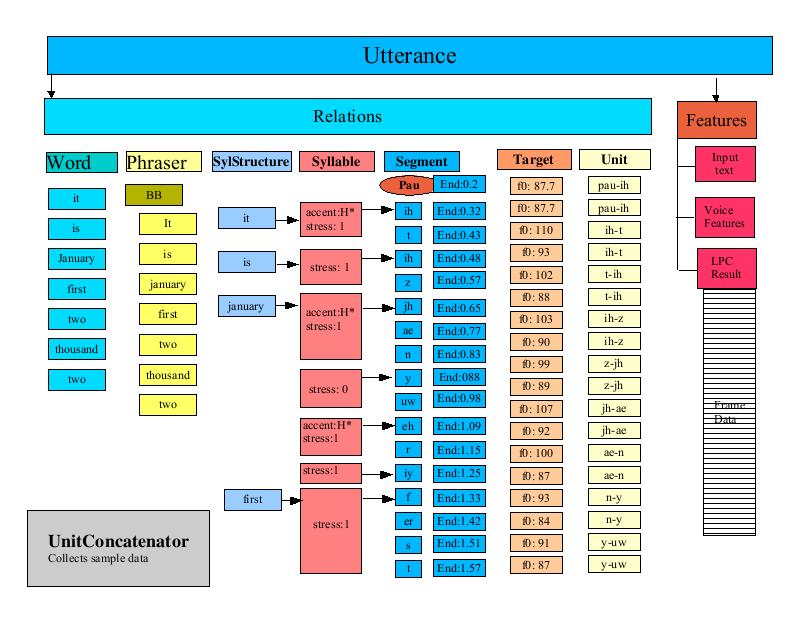 Utterance
Relations
Features
Word
Phraser
SylStructure
Syllable
Segment
Target
Unit
it
is
January
first
two
thousand
two
BB
It
is
january
first
two
thousand
two
it
is
january
first
accent:H*
stress: 1
stress: 1
accent:H*
stress:1
stress: 0
accent:H*
stress:1
stress:1
stress:1
Pau
End:0.2
ih
End:0.32
t
End:0.43
ih
End:0.48
z
End:0.57
jh
End:0.65
ae
End:0.77
n
End:0.83
y
End:088
uw
End:0.98
eh
End:1.09
r
End:1.15
iy
End:1.25
f
End:1.33
er
End:1.42
s
End:1.51
t
End:1.57
f0: 87.7
f0: 87.7
f0: 110
f0: 93
f0: 102
f0: 88
f0: 103
f0: 90
f0: 99
f0: 89
f0: 107
f0: 92
f0: 100
f0: 87
f0: 93
f0: 84
f0: 91
f0: 87
pau-ih
pau-ih
ih-t
ih-t
t-ih
t-ih
ih-z
ih-z
z-jh
z-jh
jh-ae
jh-ae
ae-n
ae-n
n-y
n-y
y-uw
y-uw
Input
text
Voice
Features
LPC
Result
Frame
Data
UnitConcatenator
Collects sample data